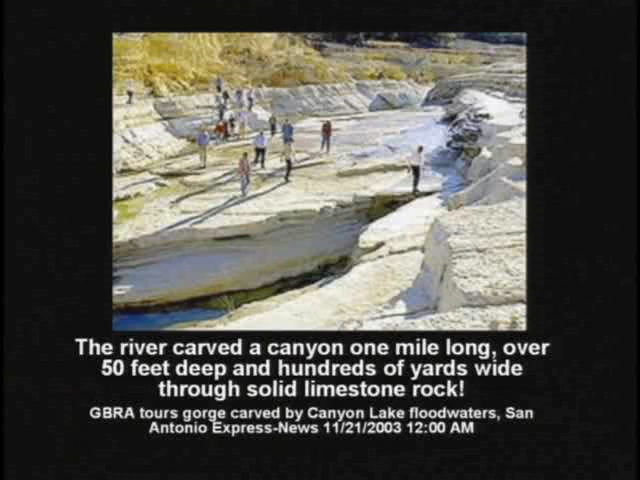 The river carved a canyon one mile long, over
50 feet deep and hundreds of yards wide
through solid limestone rock!
GBRA tours gorge carved by Canyon Lake floodwaters, San
Antonio Express-News 11/21/2003 12:00 AM